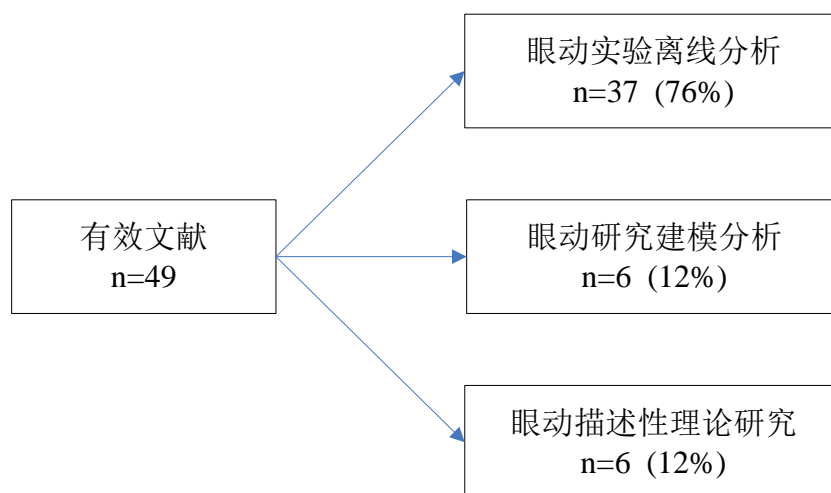 眼动实验离线分析
n=37 (76%)
有效文献
n=49
眼动研究建模分析
n=6 (12%)
眼动描述性理论研究
n=6 (12%)